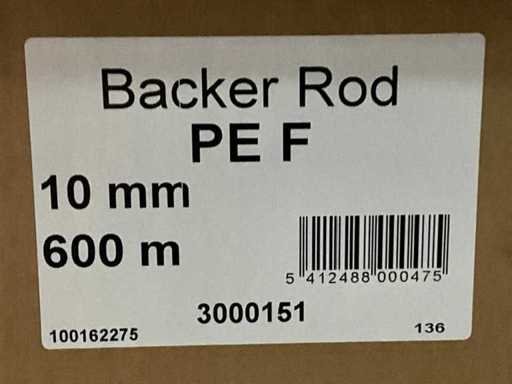 Backer Rod
PE F
10 mm
600 m
5 412488 000475
3000151
100162275
136